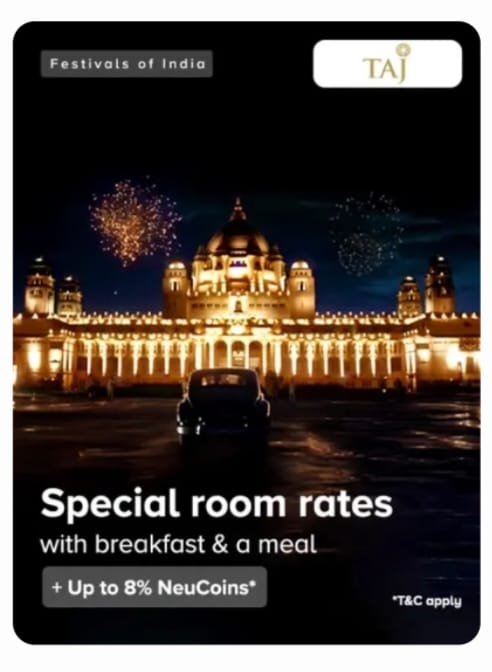 Festivals of India
TAJ
Special room rates
with breakfast & a meal
+ Up to 8% NeuCoins*
*T&C apply